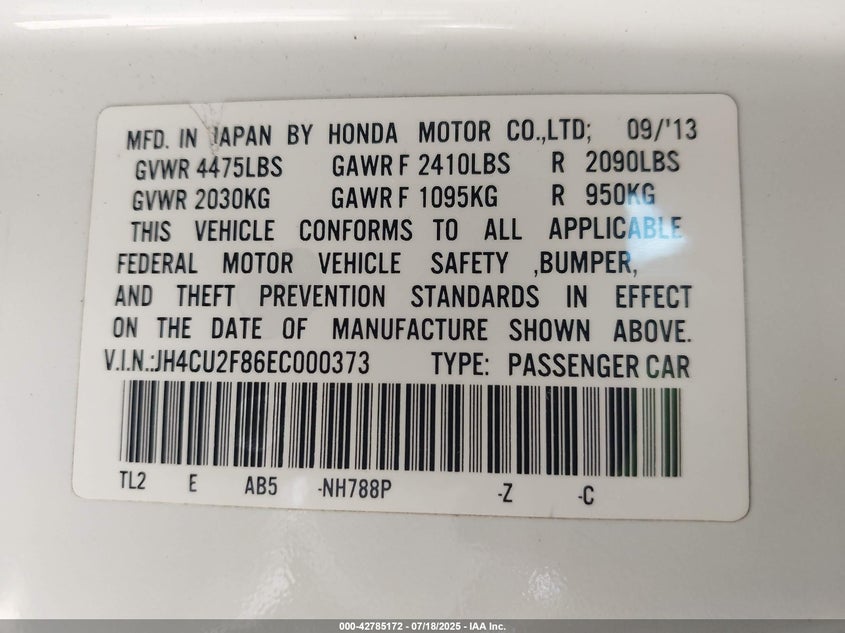 MFD. IN JAPAN BY HONDA MOTOR CO.,LTD; 09/'13
GVWR 4475LBS GAWR F 2410LBS R 2090LBS
GVWR 2030KG GAWR F 1095KG R 950KG
THIS VEHICLE CONFORMS TO ALL APPLICABLE
FEDERAL MOTOR VEHICLE SAFETY ,BUMPER,
AND THEFT PREVENTION STANDARDS IN EFFECT
ON THE DATE OF MANUFACTURE SHOWN ABOVE.
V.I.N.:JH4CU2F86EC000373 TYPE: PASSENGER CAR
TL2 E AB5 -NH788P -Z -C
000-42785172 - 07/18/2025 - IAA Inc.